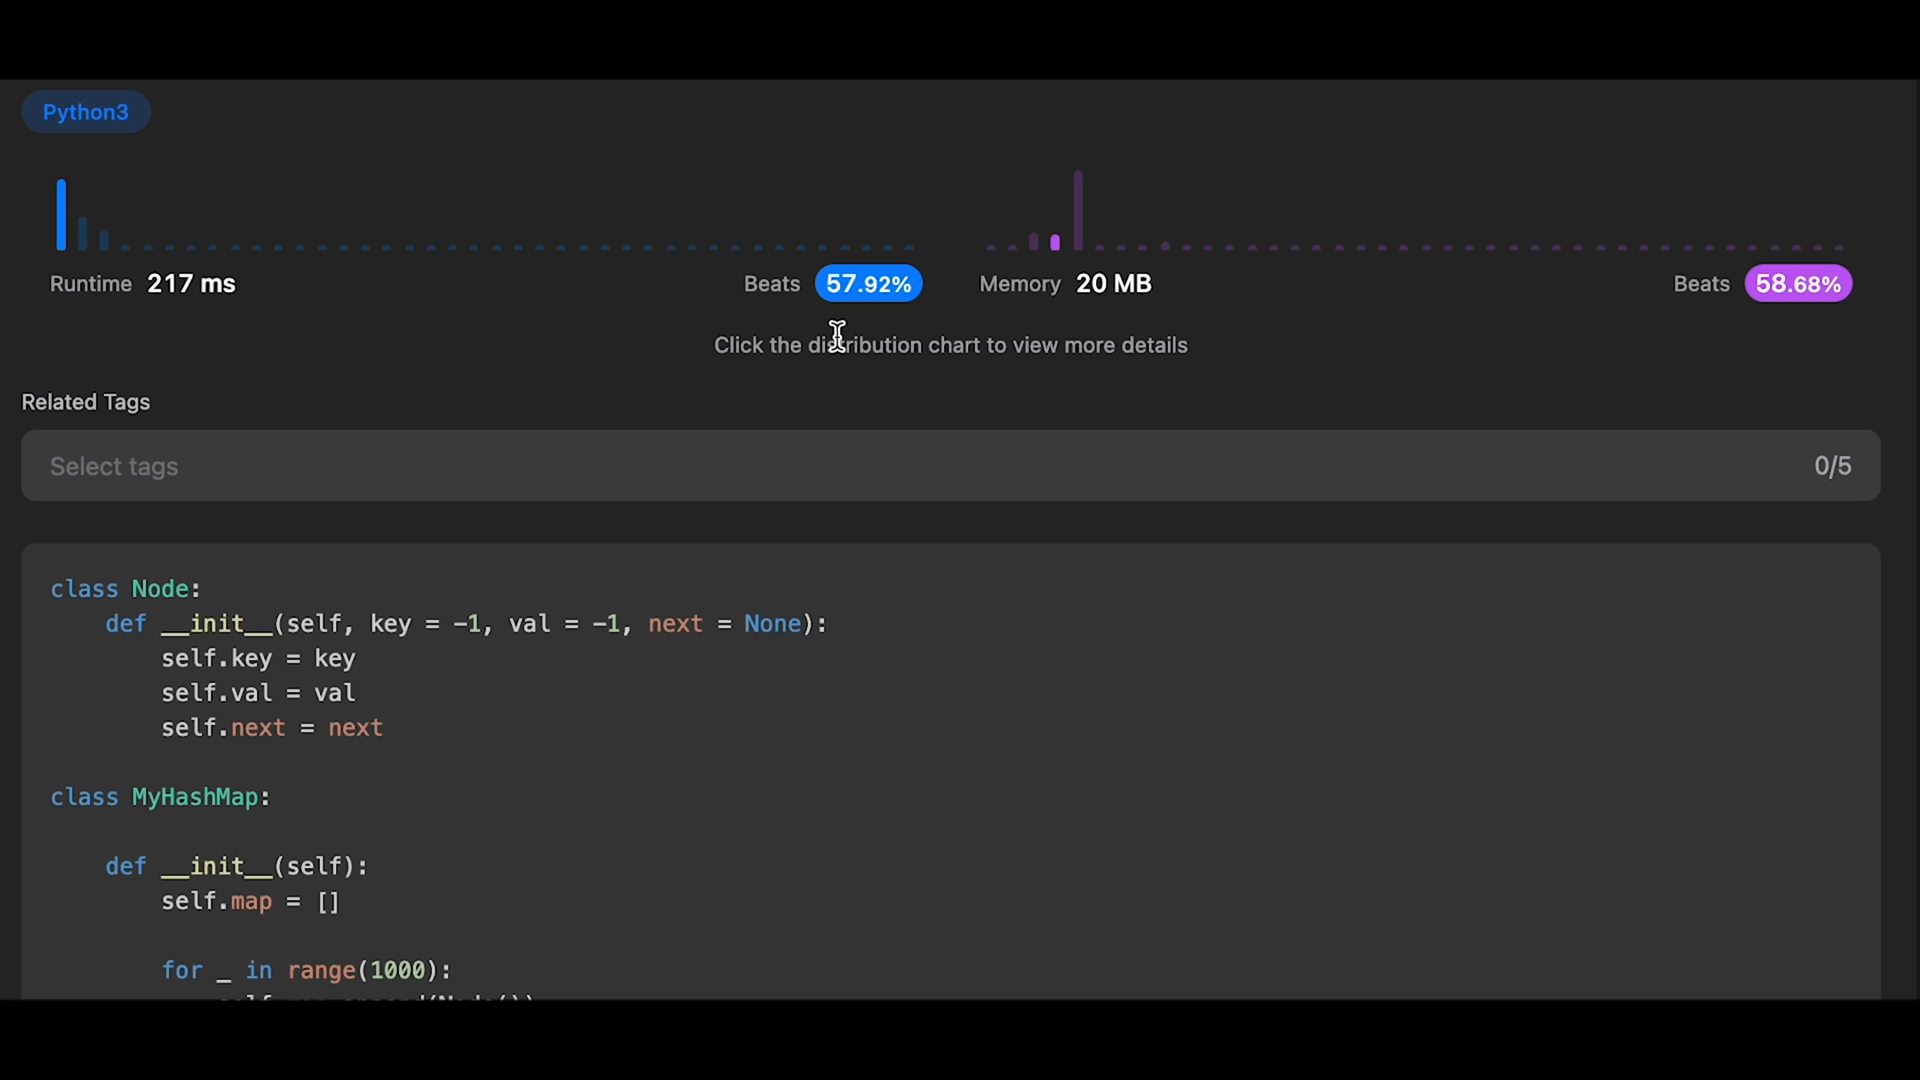 Python3
Runtime 217 ms Beats 57.92% Memory 20 MB Beats 58.68%
Click the distribution chart to view more details
Related Tags
Select tags 0/5
class Node:
    def __init__(self, key = -1, val = -1, next = None):
        self.key = key
        self.val = val
        self.next = next
class MyHashMap:
    def __init__(self):
        self.map = []
        for _ in range(1000):